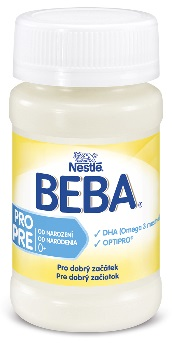 Nestlé
BEBA
PRO
PRE
OD NAROZENÍ
OD NARODENIA
0+
✓ DHA (Omega 3
✓ OPTIPRO®
Pro dobrý začátek
Pre dobrý začiatok